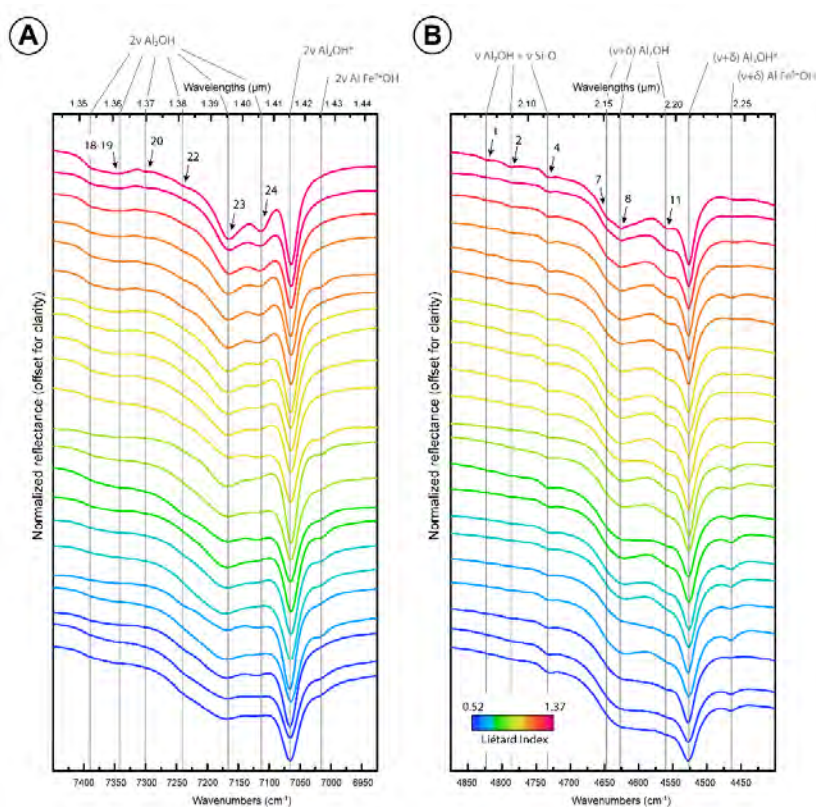 A
2ν Al₂OH
2ν Al₂OH*
2ν Al Fe³⁺OH
Wavelengths (µm)
1.35 1.36 1.37 1.38 1.39 1.40 1.41 1.42 1.43 1.44
18-19
20
22
23
24
Normalized reflectance (offset for clarity)
7400 7350 7300 7250 7200 7150 7100 7050 7000 6950
Wavenumbers (cm⁻¹)
B
ν Al₂OH + ν Si-O
(ν+δ) Al₂OH
(ν+δ) Al₂OH*
(ν+δ) Al Fe³⁺OH
Wavelengths (µm)
2.10 2.15 2.20 2.25
1
2
4
7
8
11
Normalized reflectance (offset for clarity)
0.52 1.37
Liétard Index
4850 4800 4750 4700 4650 4600 4550 4500 4450
Wavenumbers (cm⁻¹)